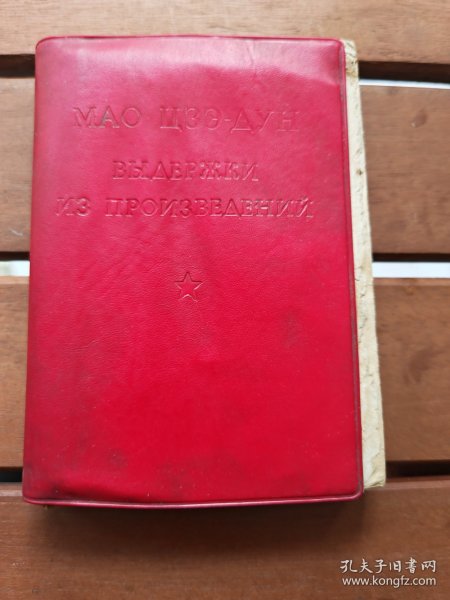 МАО ЦЗЭ-ДУН
ВЫДЕРЖКИ
ИЗ ПРОИЗВЕДЕНИЙ
孔夫子旧书网
www.kongfz.com